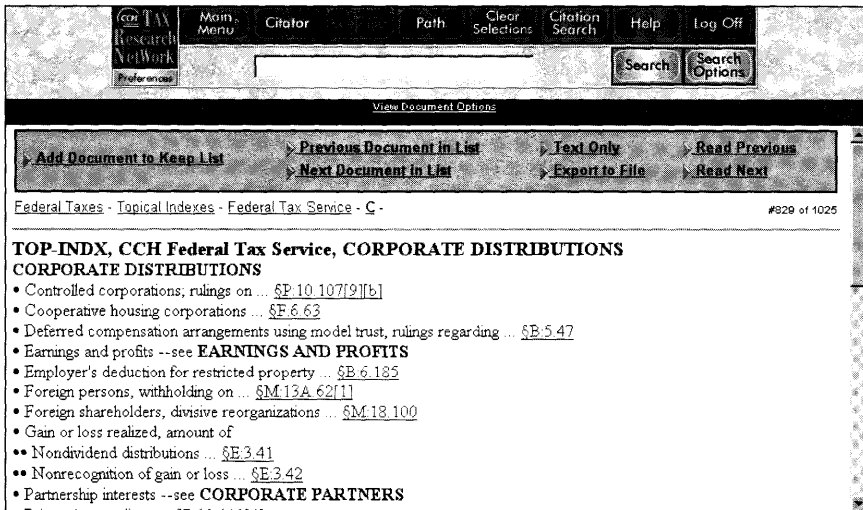 CCH TAX Research NetWork
Preferences
Main Menu
Citator
Path
Clear Selections
Citation Search
Help
Log Off
Search
Search Options
View Document Options
Add Document to Keep List
Previous Document in List
Next Document in List
Text Only
Export to File
Read Previous
Read Next
Federal Taxes - Topical Indexes - Federal Tax Service - C -
#829 of 1025
TOP-INDX, CCH Federal Tax Service, CORPORATE DISTRIBUTIONS
CORPORATE DISTRIBUTIONS
• Controlled corporations; rulings on ... §P:10.107[9][b]
• Cooperative housing corporations ... §F:6.63
• Deferred compensation arrangements using model trust, rulings regarding ... §B:5.47
• Earnings and profits --see EARNINGS AND PROFITS
• Employer's deduction for restricted property ... §B:6.185
• Foreign persons, withholding on ... §M:13A.62[1]
• Foreign shareholders, divisive reorganizations ... §M:18.100
• Gain or loss realized, amount of
•• Nondividend distributions ... §E:3.41
•• Nonrecognition of gain or loss ... §E:3.42
• Partnership interests --see CORPORATE PARTNERS